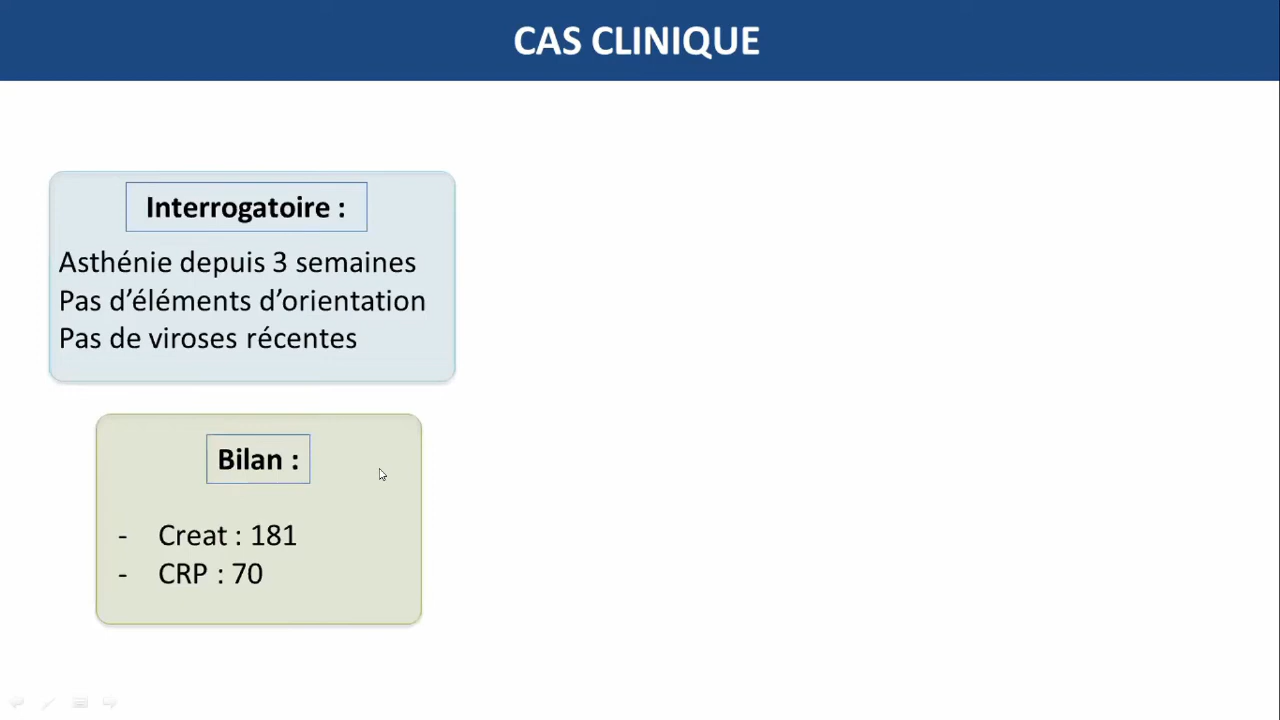 CAS CLINIQUE
Interrogatoire :
Asthénie depuis 3 semaines
Pas d’éléments d’orientation
Pas de viroses récentes
Bilan :
- Creat : 181
- CRP : 70